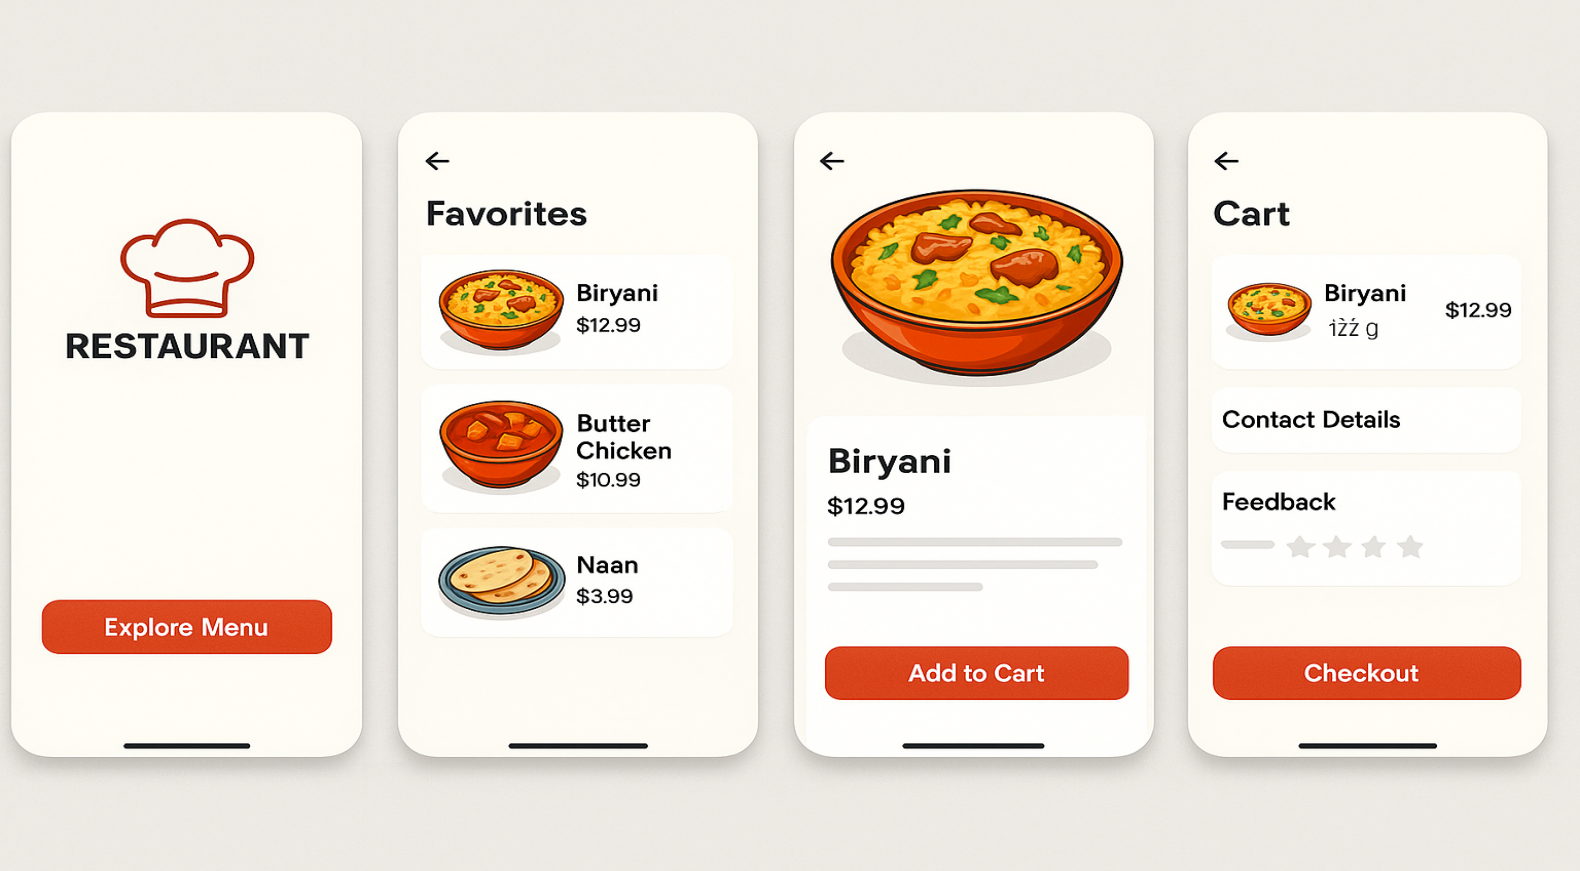 RESTAURANT
Explore Menu
Favorites
Biryani
$12.99
Butter
Chicken
$10.99
Naan
$3.99
Biryani
$12.99
Add to Cart
Cart
Biryani
$12.99
Contact Details
Feedback
Checkout